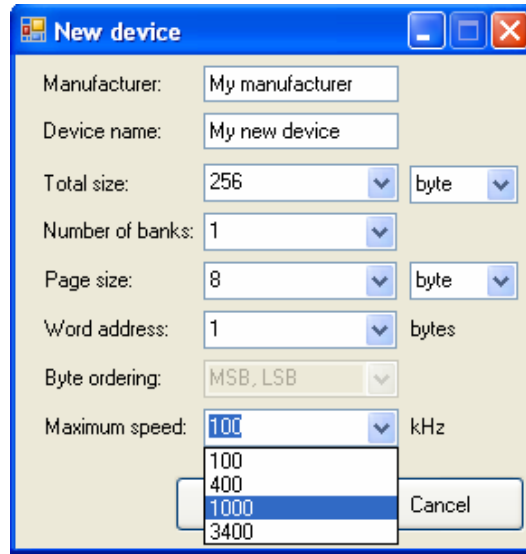 New device
Manufacturer: My manufacturer
Device name: My new device
Total size: 256 byte
Number of banks: 1
Page size: 8 byte
Word address: 1 bytes
Byte ordering: MSB, LSB
Maximum speed: 100 kHz
100
400
1000
3400
Cancel